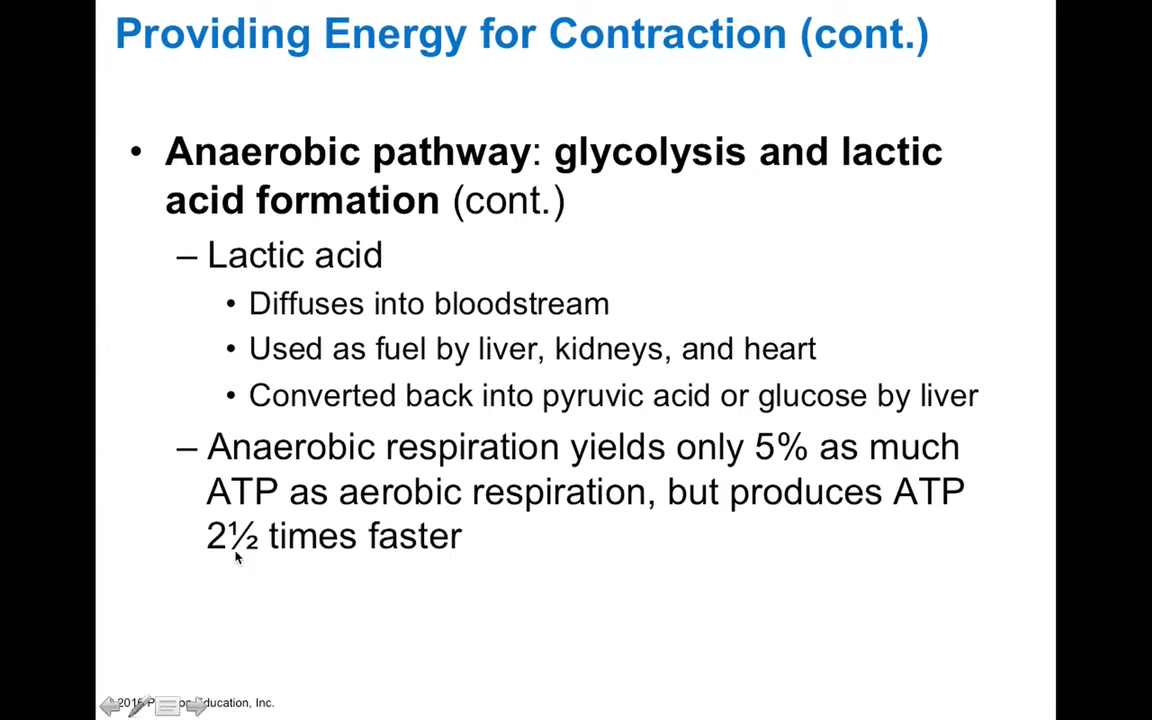 Providing Energy for Contraction (cont.)
• Anaerobic pathway: glycolysis and lactic
acid formation (cont.)
– Lactic acid
• Diffuses into bloodstream
• Used as fuel by liver, kidneys, and heart
• Converted back into pyruvic acid or glucose by liver
– Anaerobic respiration yields only 5% as much
ATP as aerobic respiration, but produces ATP
2½ times faster
Education, Inc.